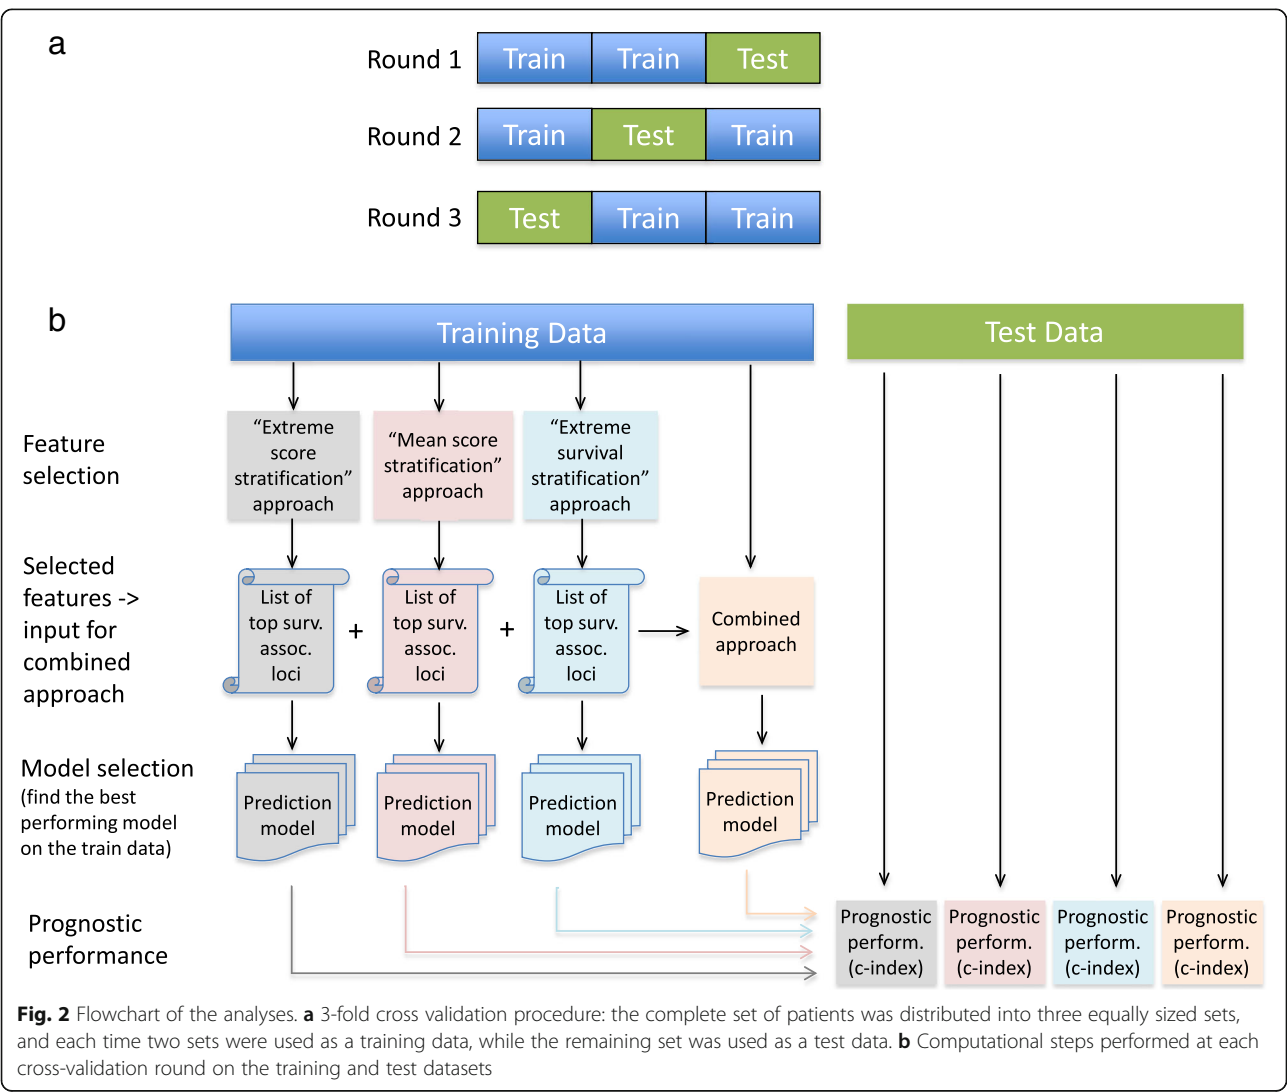 a
Round 1 Train Train Test
Round 2 Train Test Train
Round 3 Test Train Train
b
Training Data
Test Data
Feature
selection
“Extreme
score
stratification”
approach
“Mean score
stratification”
approach
“Extreme
survival
stratification”
approach
Selected
features ->
input for
combined
approach
List of
top surv.
assoc.
loci
+
List of
top surv.
assoc.
loci
+
List of
top surv.
assoc.
loci
Combined
approach
Model selection
(find the best
performing model
on the train data)
Prediction
model
Prediction
model
Prediction
model
Prediction
model
Prognostic
performance
Prognostic
perform.
(c-index)
Prognostic
perform.
(c-index)
Prognostic
perform.
(c-index)
Prognostic
perform.
(c-index)
Fig. 2 Flowchart of the analyses. a 3-fold cross validation procedure: the complete set of patients was distributed into three equally sized sets,
and each time two sets were used as a training data, while the remaining set was used as a test data. b Computational steps performed at each
cross-validation round on the training and test datasets